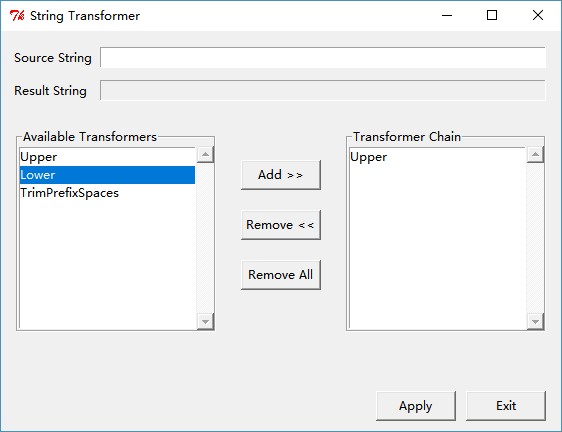 String Transformer
Source String
Result String
Available Transformers
Upper
Lower
TrimPrefixSpaces
Add >>
Remove <<
Remove All
Transformer Chain
Upper
Apply
Exit